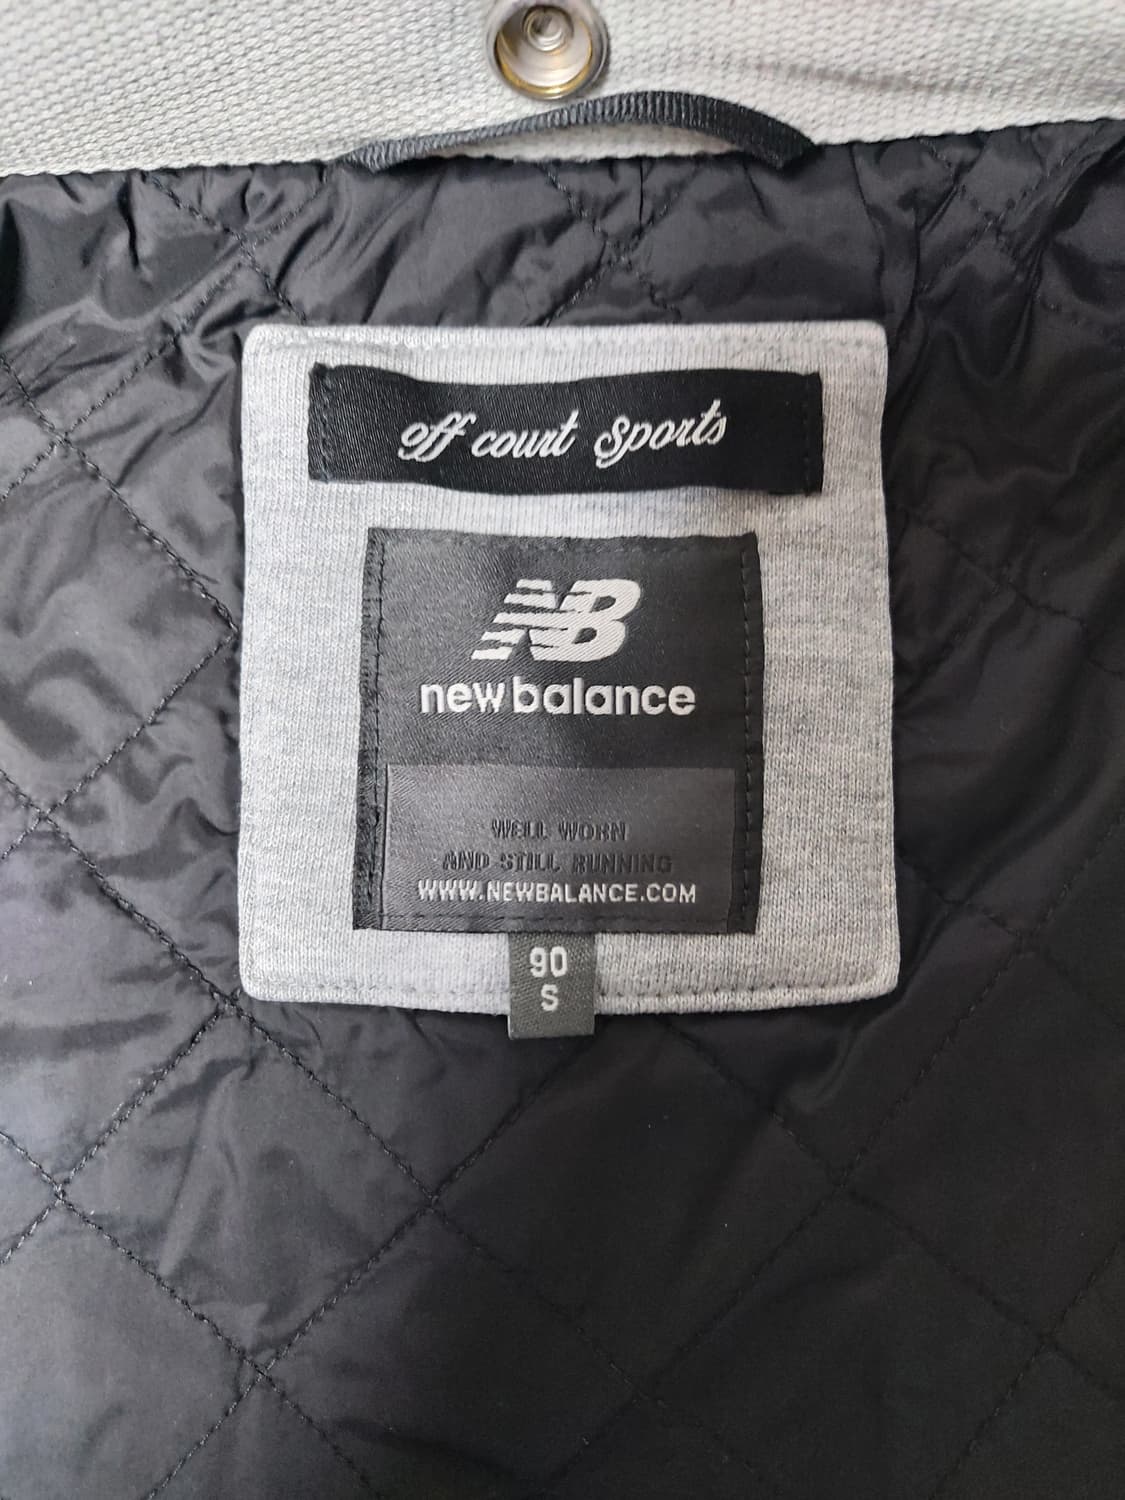 off court Sports
NB
new balance
WELL WORN
AND STILL RUNNING
WWW.NEWBALANCE.COM
90
S